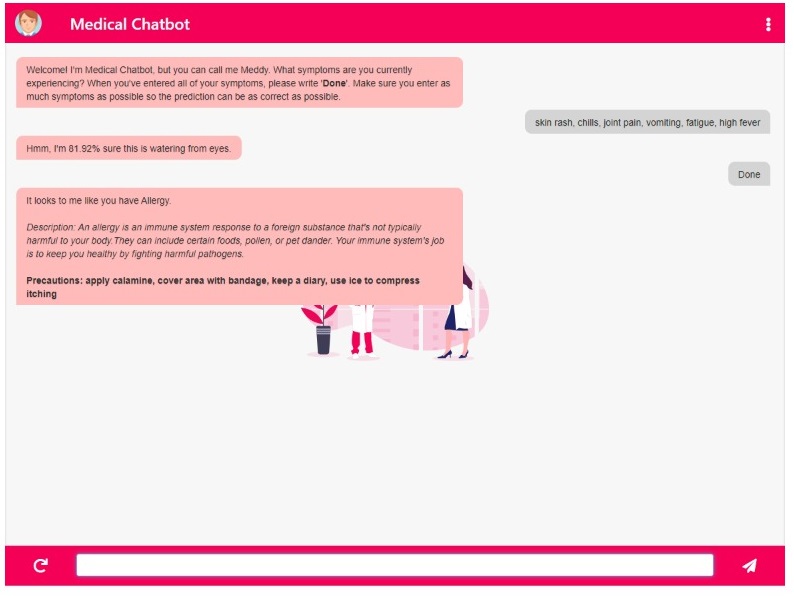 Medical Chatbot
Welcome! I'm Medical Chatbot, but you can call me Meddy. What symptoms are you currently
experiencing? When you've entered all of your symptoms, please write 'Done'. Make sure you enter as
much symptoms as possible so the prediction can be as correct as possible.
skin rash, chills, joint pain, vomiting, fatigue, high fever
Hmm, I'm 81.92% sure this is watering from eyes.
Done
It looks to me like you have Allergy.
Description: An allergy is an immune system response to a foreign substance that's not typically
harmful to your body.They can include certain foods, pollen, or pet dander. Your immune system's job
is to keep you healthy by fighting harmful pathogens.
Precautions: apply calamine, cover area with bandage, keep a diary, use ice to compress
itching